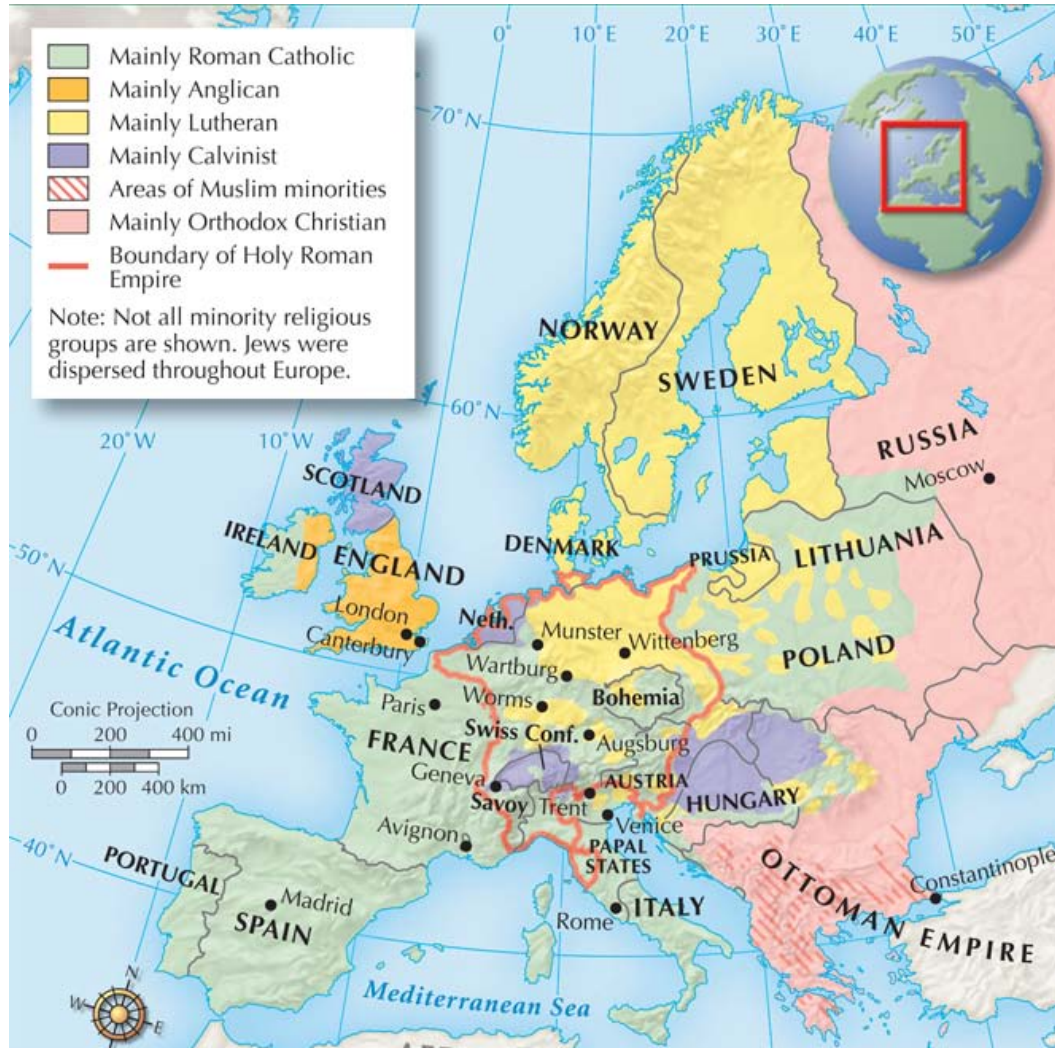 Mainly Roman Catholic
Mainly Anglican
Mainly Lutheran
Mainly Calvinist
Areas of Muslim minorities
Mainly Orthodox Christian
Boundary of Holy Roman
Empire
Note: Not all minority religious
groups are shown. Jews were
dispersed throughout Europe.
0°
10°E
20°E
30°E
40°E
50°E
70°N
60°N
20°W
10°W
50°N
40°N
NORWAY
SWEDEN
RUSSIA
Moscow
SCOTLAND
IRELAND
ENGLAND
London
Canterbury
DENMARK
PRUSSIA
LITHUANIA
Neth.
Munster
Wittenberg
POLAND
Wartburg
Bohemia
Atlantic Ocean
Paris
Worms
Conic Projection
0 200 400 mi
0 200 400 km
FRANCE
Swiss Conf.
Augsburg
Geneva
AUSTRIA
HUNGARY
Savoy
Trent
Venice
Avignon
PAPAL
STATES
PORTUGAL
Madrid
SPAIN
Rome
ITALY
OTTOMAN EMPIRE
Constantinople
Mediterranean Sea
N
W
E